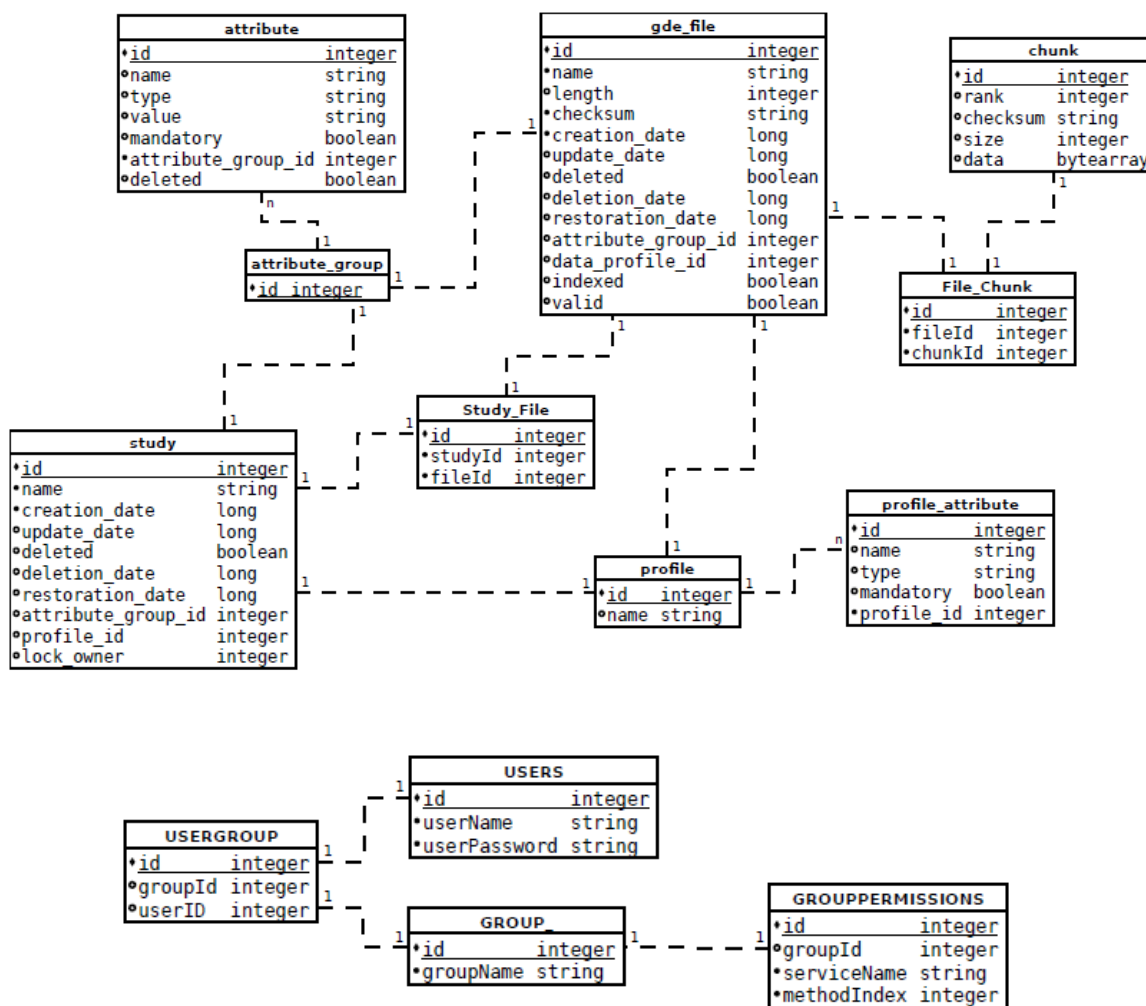 attribute
id integer
name string
type string
value string
mandatory boolean
attribute_group_id integer
deleted boolean
n
1
attribute_group
id integer
1
1
1
gde_file
id integer
name string
length integer
checksum string
creation_date long
update_date long
deleted boolean
deletion_date long
restoration_date long
attribute_group_id integer
data_profile_id integer
indexed boolean
valid boolean
1
1
1
chunk
id integer
rank integer
checksum string
size integer
data bytearray
1
1
1
File_Chunk
id integer
fileId integer
chunkId integer
1
Study_File
id integer
studyId integer
fileId integer
1
1
study
id integer
name string
creation_date long
update_date long
deleted boolean
deletion_date long
restoration_date long
attribute_group_id integer
profile_id integer
lock_owner integer
1
1
1
1
1
profile
id integer
name string
1
n
profile_attribute
id integer
name string
type string
mandatory boolean
profile_id integer
USERS
id integer
userName string
userPassword string
1
USERGROUP
id integer
groupId integer
userID integer
1
1
1
GROUP_
id integer
groupName string
1
1
GROUPPERMISSIONS
id integer
groupId integer
serviceName string
methodIndex integer